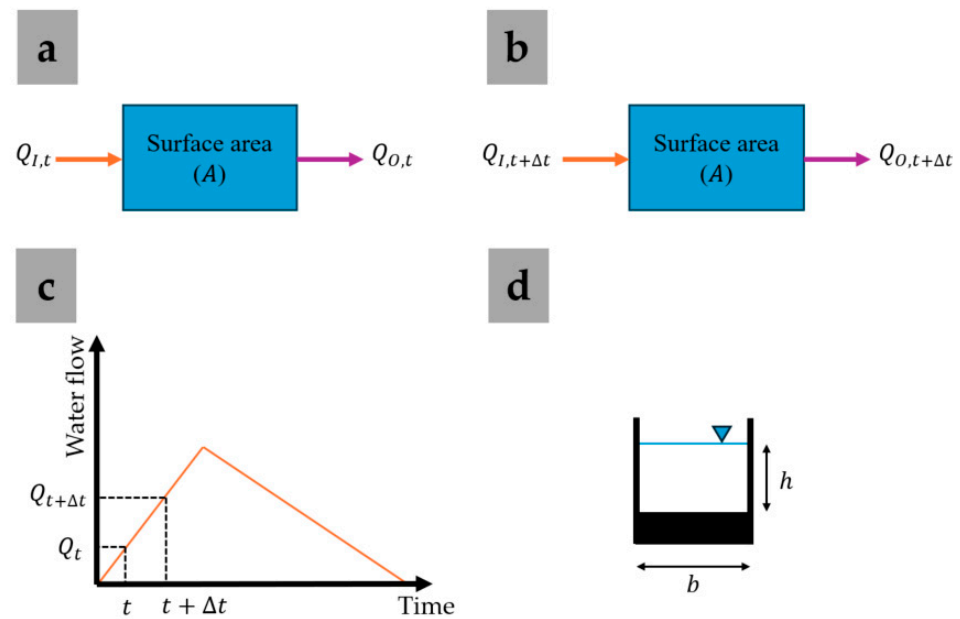 a
Surface area
(A)
Q_{I,t}
Q_{O,t}
b
Surface area
(A)
Q_{I,t+Δt}
Q_{O,t+Δt}
c
Water flow
Q_{t+Δt}
Q_t
t
t + Δt
Time
d
h
b